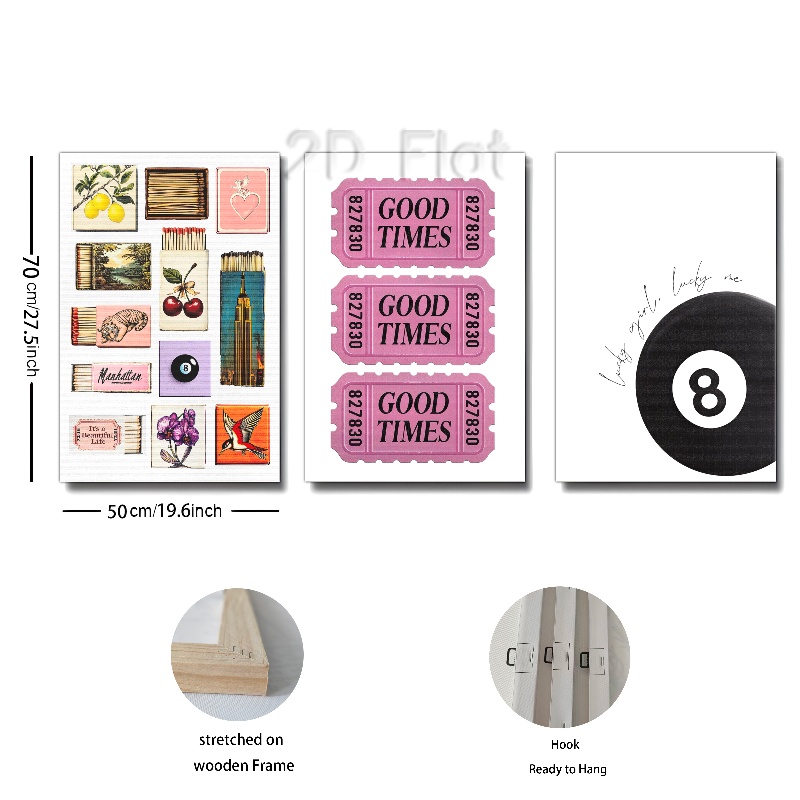 2D Flat
70 cm/27.5inch
50 cm/19.6inch
Manhattan
8
It's a
Beautiful
Life
827830
GOOD
TIMES
827830
827830
GOOD
TIMES
827830
827830
GOOD
TIMES
827830
lucky girl, lucky me
8
stretched on
wooden Frame
Hook
Ready to Hang